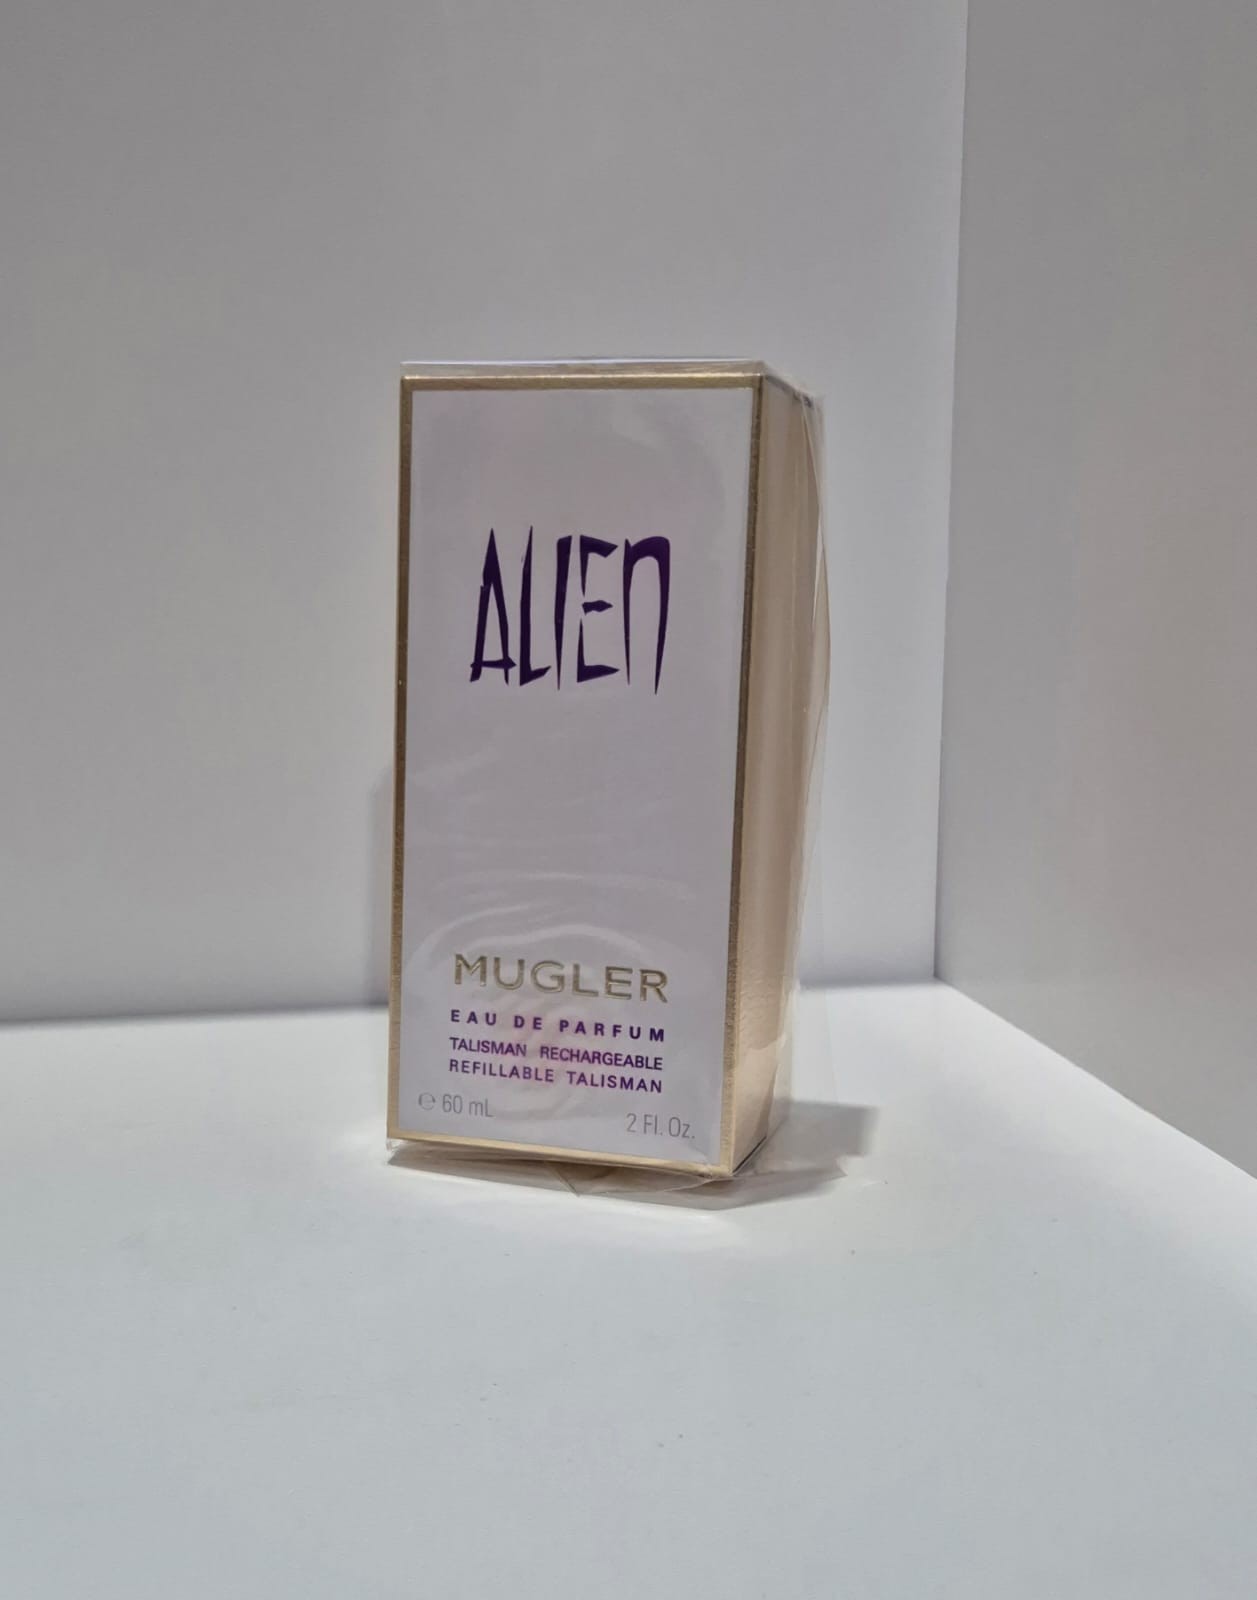 ALIEN
MUGLER
EAU DE PARFUM
TALISMAN RECHARGEABLE
REFILLABLE TALISMAN
℮ 60 mL 2 Fl. Oz.